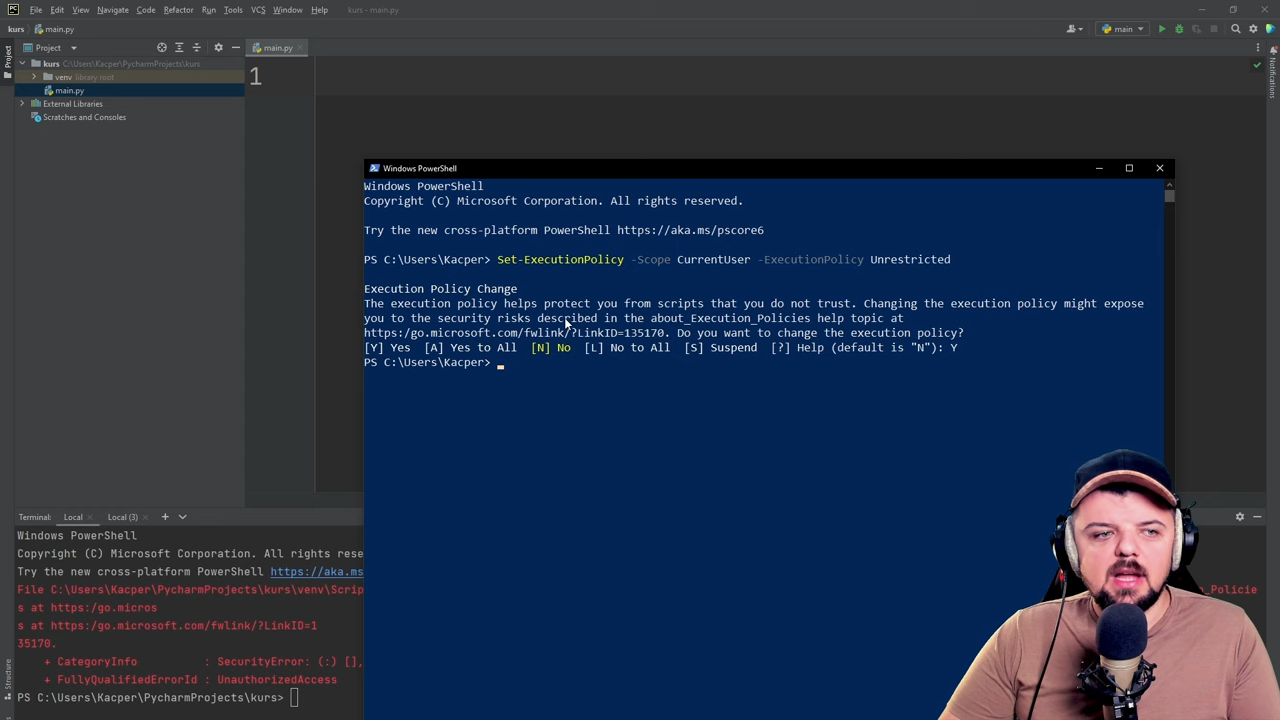 PC File Edit View Navigate Code Refactor Run Tools VCS Window Help kurs - main.py
kurs main.py main
Project main.py
kurs C:\Users\Kacper\PycharmProjects\kurs
venv library root
main.py
External Libraries
Scratches and Consoles
1
Project
Notifications
Structure
Windows PowerShell
Windows PowerShell
Copyright (C) Microsoft Corporation. All rights reserved.
Try the new cross-platform PowerShell https://aka.ms/pscore6
PS C:\Users\Kacper> Set-ExecutionPolicy -Scope CurrentUser -ExecutionPolicy Unrestricted
Execution Policy Change
The execution policy helps protect you from scripts that you do not trust. Changing the execution policy might expose
you to the security risks described in the about_Execution_Policies help topic at
https:/go.microsoft.com/fwlink/?LinkID=135170. Do you want to change the execution policy?
[Y] Yes [A] Yes to All [N] No [L] No to All [S] Suspend [?] Help (default is "N"): Y
PS C:\Users\Kacper>
Terminal: Local Local (3)
Windows PowerShell
Copyright (C) Microsoft Corporation. All rights rese
Try the new cross-platform PowerShell https://aka.ms
File C:\Users\Kacper\PycharmProjects\kurs\venv\Scrip n_Policie
s at https:/go.micros
s at https:/go.microsoft.com/fwlink/?LinkID=1
35170.
+ CategoryInfo : SecurityError: (:) [],
+ FullyQualifiedErrorId : UnauthorizedAccess
PS C:\Users\Kacper\PycharmProjects\kurs>